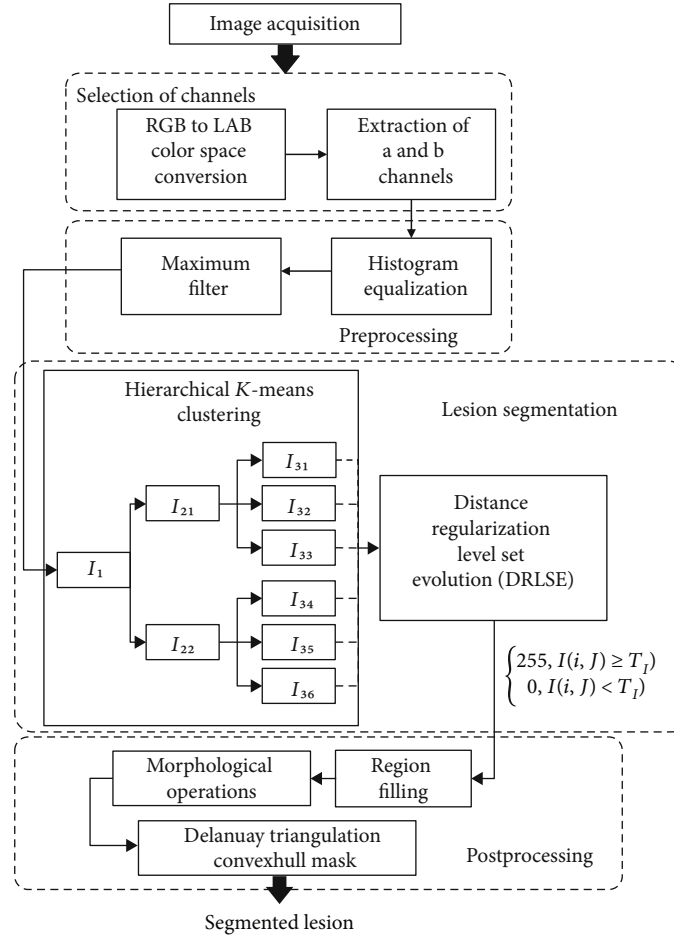 Image acquisition
Selection of channels
RGB to LAB
color space
conversion
Extraction of
a and b
channels
Maximum
filter
Histogram
equalization
Preprocessing
Hierarchical K-means
clustering
Lesion segmentation
I₁
I₂₁
I₂₂
I₃₁
I₃₂
I₃₃
I₃₄
I₃₅
I₃₆
Distance
regularization
level set
evolution (DRLSE)
{255, I(i, J) ≥ T_I)
0, I(i, J) < T_I)
Morphological
operations
Region
filling
Delanuay triangulation
convexhull mask
Postprocessing
Segmented lesion